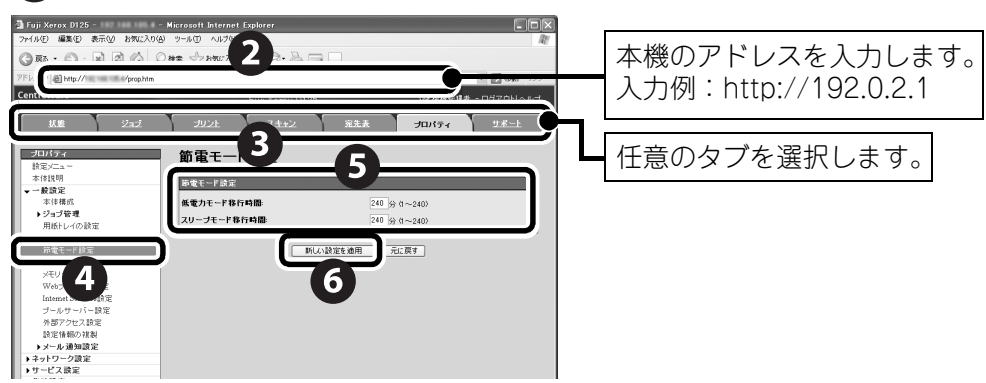 Fuji Xerox D125 - - Microsoft Internet Explorer
ファイル(F) 編集(E) 表示(V) お気に入り(A) ツール(T) ヘルプ
戻る 検索
2
http:// /prop.htm
本機のアドレスを入力します。
入力例：http://192.0.2.1
状態 ジョブ プリント スキャン 宛先表 プロパティ サポート
任意のタブを選択します。
3
プロパティ
設定メニュー
本体説明
一般設定
本体構成
ジョブ管理
用紙トレイの設定
節電モード設定
4
メモリ
Internet
プールサーバー設定
外部アクセス設定
設定情報の複製
メール通知設定
ネットワーク設定
サービス設定
節電モー
5
節電モード設定
低電力モード移行時間: 240 分 (1～240)
スリープモード移行時間: 240 分 (1～240)
新しい設定を適用 元に戻す
6